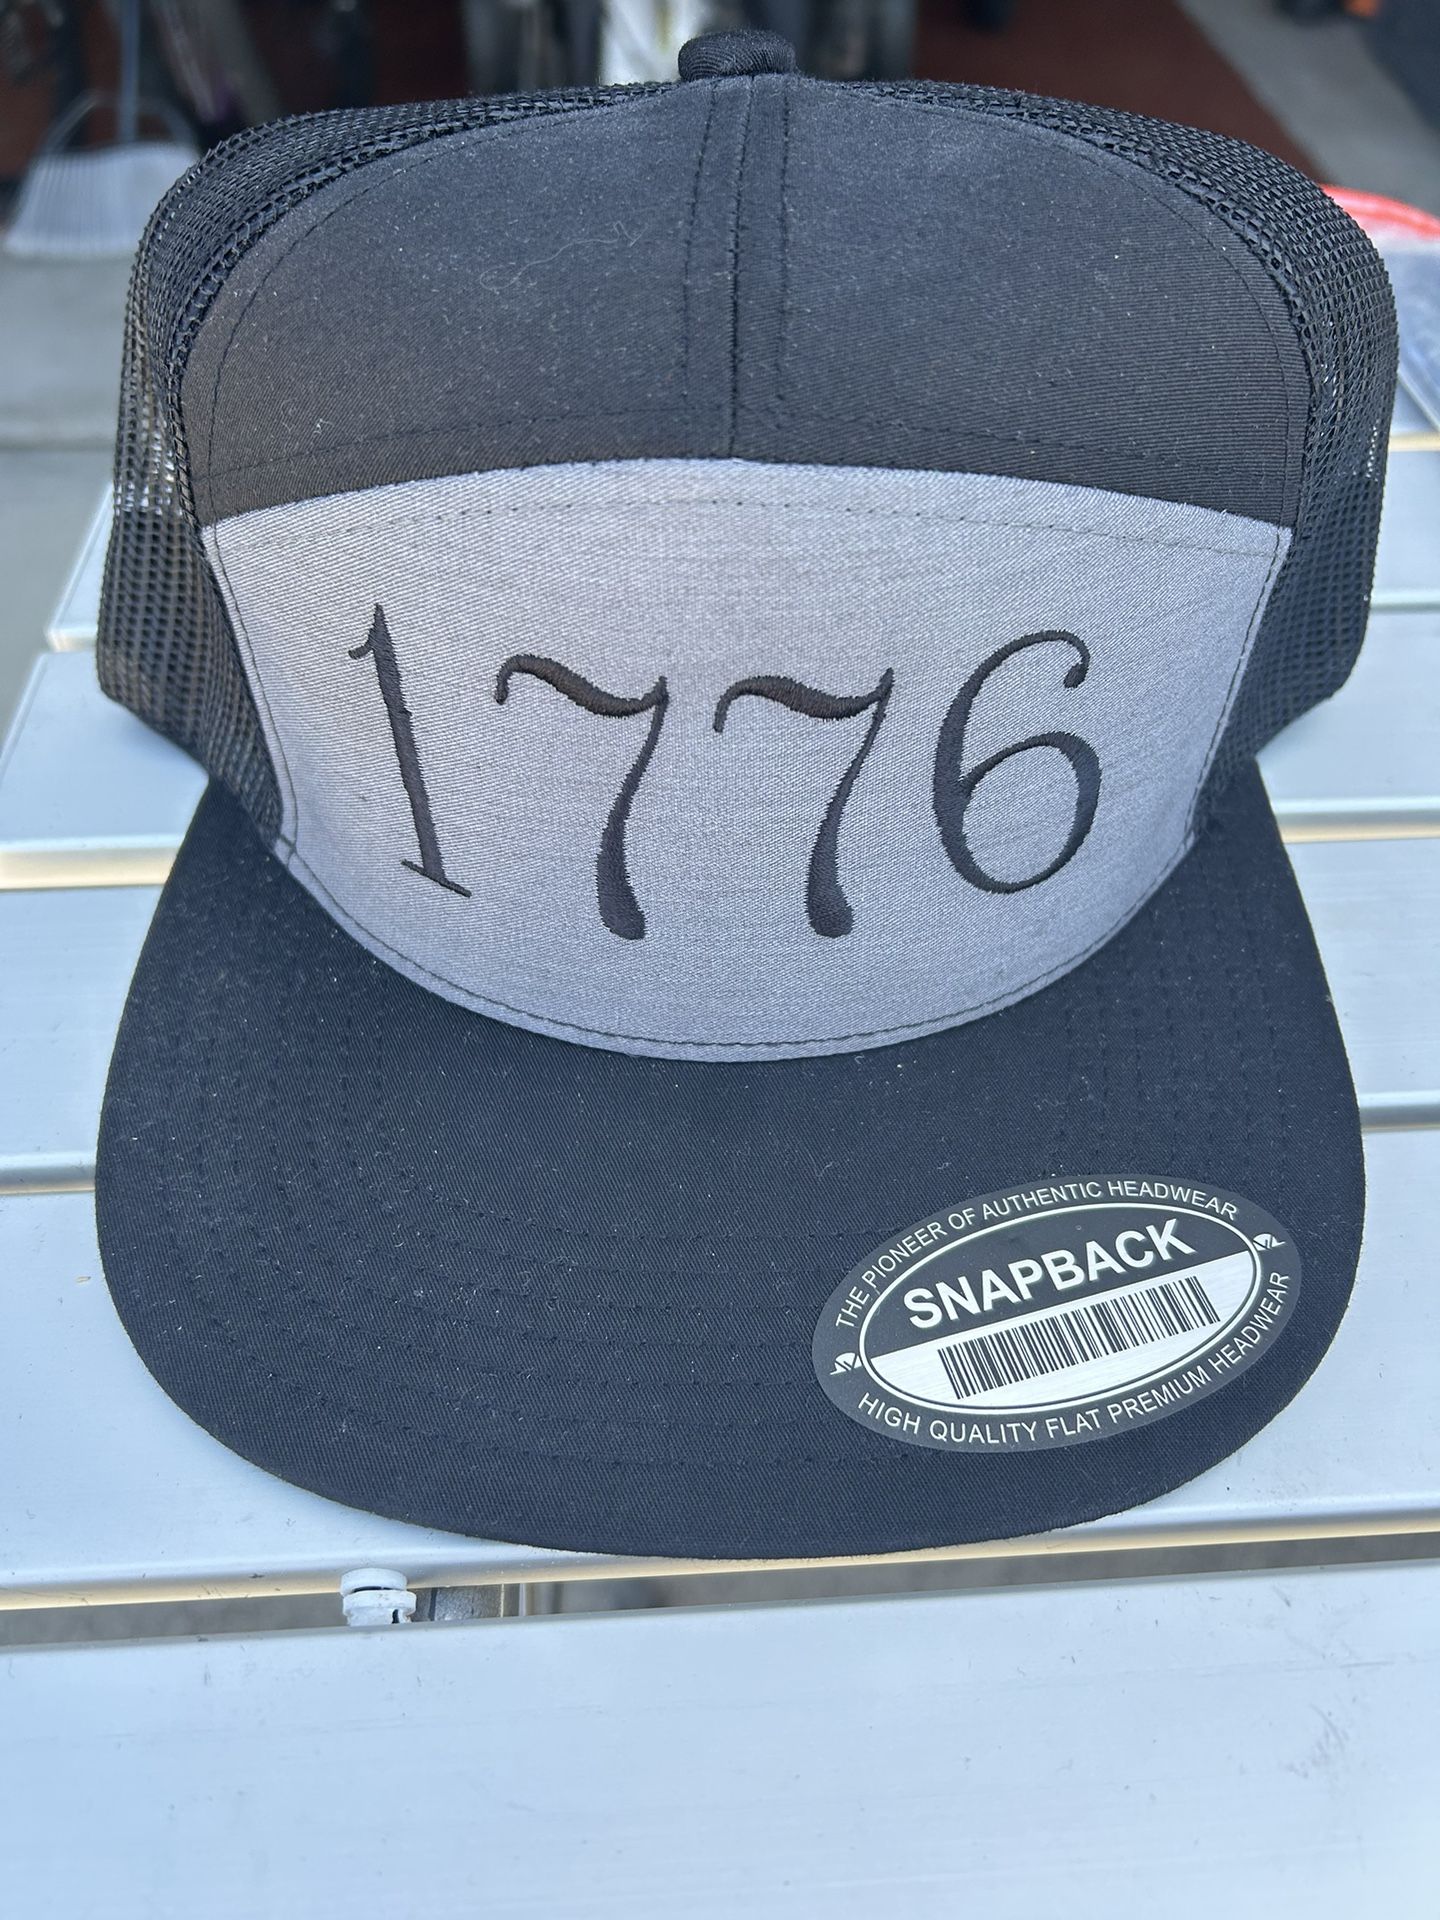 1776
THE PIONEER OF AUTHENTIC HEADWEAR
SNAPBACK
HIGH QUALITY FLAT PREMIUM HEADWEAR